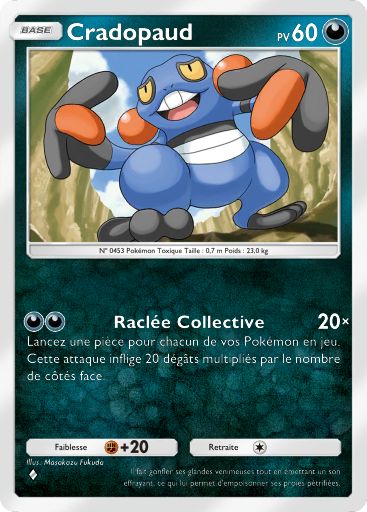 BASE
Cradopaud
PV 60
N° 0453 Pokémon Toxique Taille : 0,7 m Poids : 23,0 kg
Raclée Collective 20×
Lancez une pièce pour chacun de vos Pokémon en jeu.
Cette attaque inflige 20 dégâts multipliés par le nombre
de côtés face.
Faiblesse +20
Retraite
Illus. Masakazu Fukuda
Il fait gonfler ses glandes venimeuses tout en émettant un son
effrayant, ce qui lui permet d'empoisonner ses proies pétrifiées.